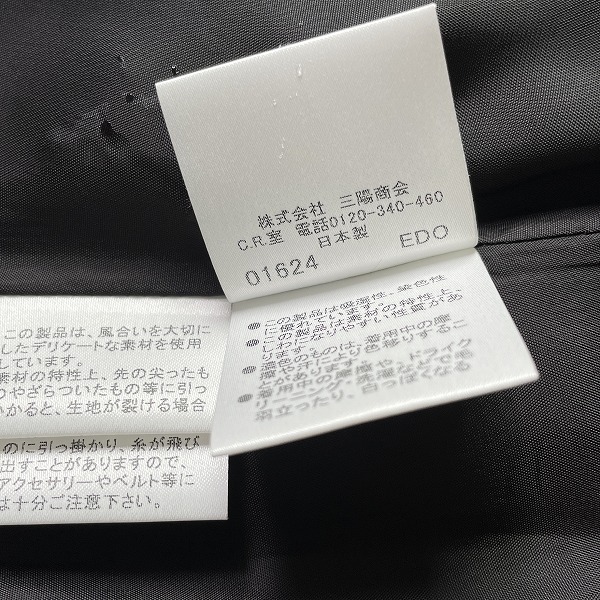 株式会社 三陽商会
C.R.室 電話0120-340-460
日本製 EDO
01624
●この製品は吸湿性、染色性
に優れています。
●この製品は素材の特性上、
しわになりやすい性質があ
ります。
●濃色のものは、着用中の摩
擦や汗により色移りするこ
とがあります。
●着用中の摩擦や、ドライク
リーニング・洗濯などで毛
羽立ったり、白っぽくなる
この製品は、風合いを大切に
したデリケートな素材を使用
しています。
素材の特性上、先の尖ったも
のやざらついたもの等に引っ
かかると、生地が裂ける場合
のに引っ掛かり、糸が飛び
出すことがありますので、
アクセサリーやベルト等に
は十分ご注意下さい。